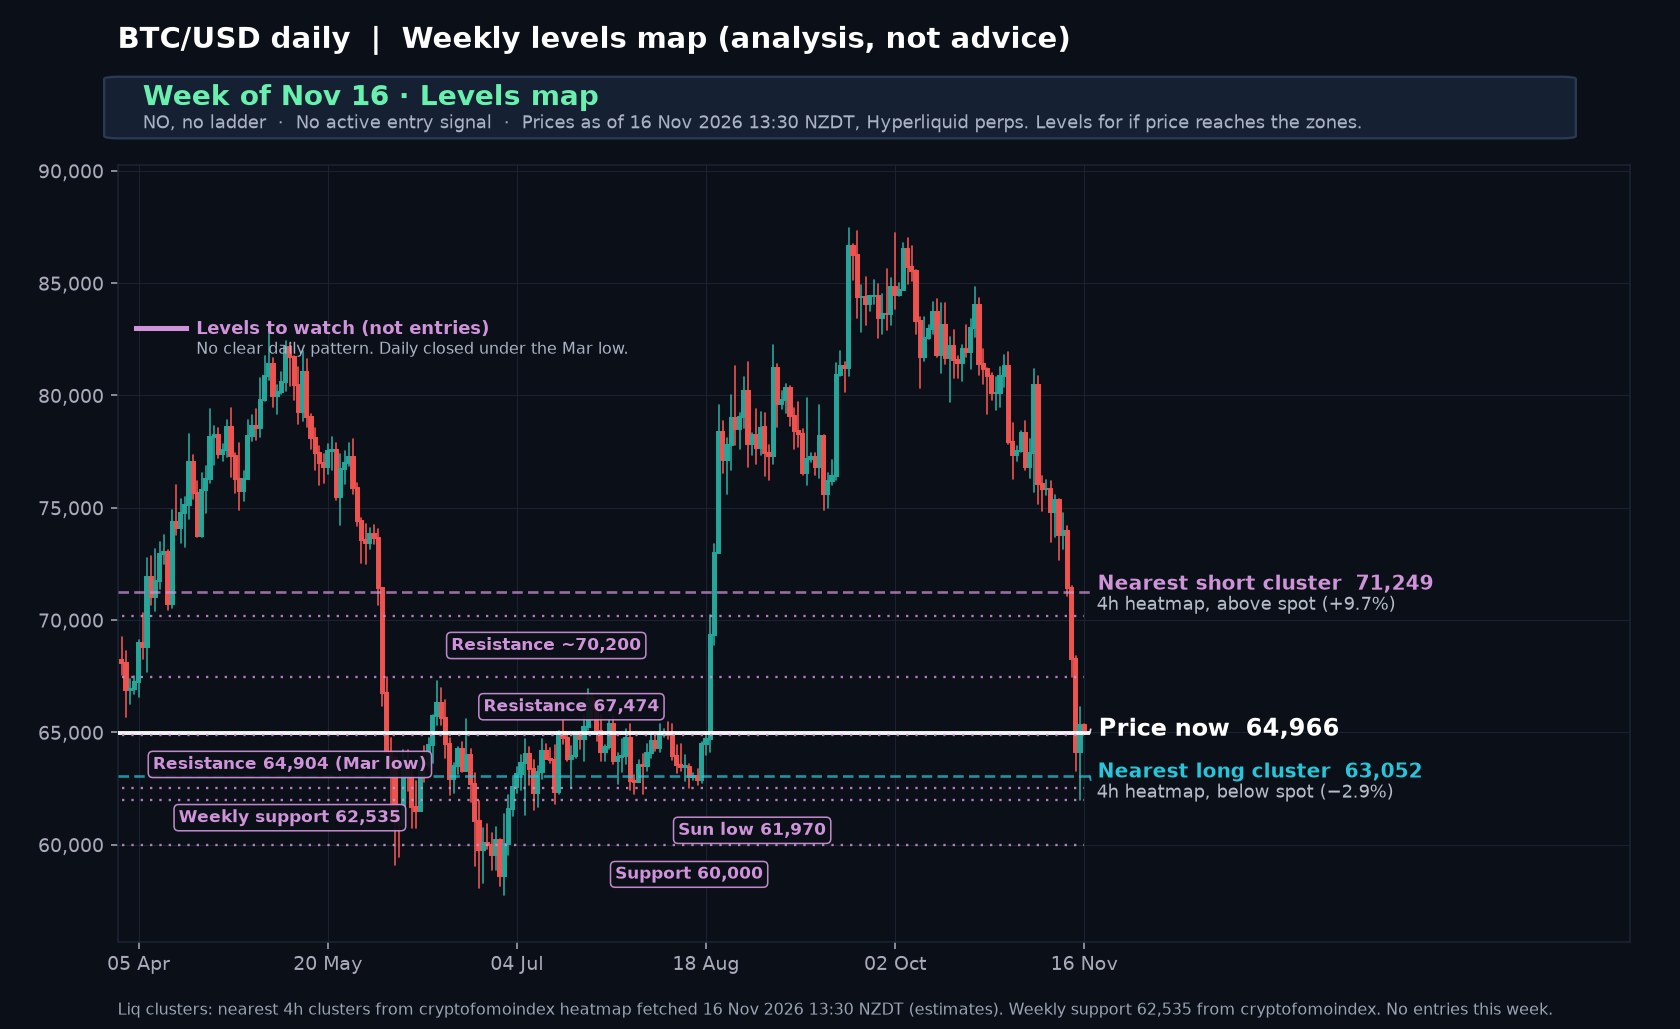 BTC/USD daily | Weekly levels map (analysis, not advice)
Week of Nov 16 · Levels map
NO, no ladder · No active entry signal · Prices as of 16 Nov 2026 13:30 NZDT, Hyperliquid perps. Levels for if price reaches the zones.
90,000
85,000
Levels to watch (not entries)
No clear daily pattern. Daily closed under the Mar low.
80,000
75,000
Nearest short cluster 71,249
4h heatmap, above spot (+9.7%)
70,000
Resistance ~70,200
Resistance 67,474
65,000
Price now 64,966
Resistance 64,904 (Mar low)
Nearest long cluster 63,052
4h heatmap, below spot (−2.9%)
Weekly support 62,535
Sun low 61,970
60,000
Support 60,000
05 Apr
20 May
04 Jul
18 Aug
02 Oct
16 Nov
Liq clusters: nearest 4h clusters from cryptofomoindex heatmap fetched 16 Nov 2026 13:30 NZDT (estimates). Weekly support 62,535 from cryptofomoindex. No entries this week.